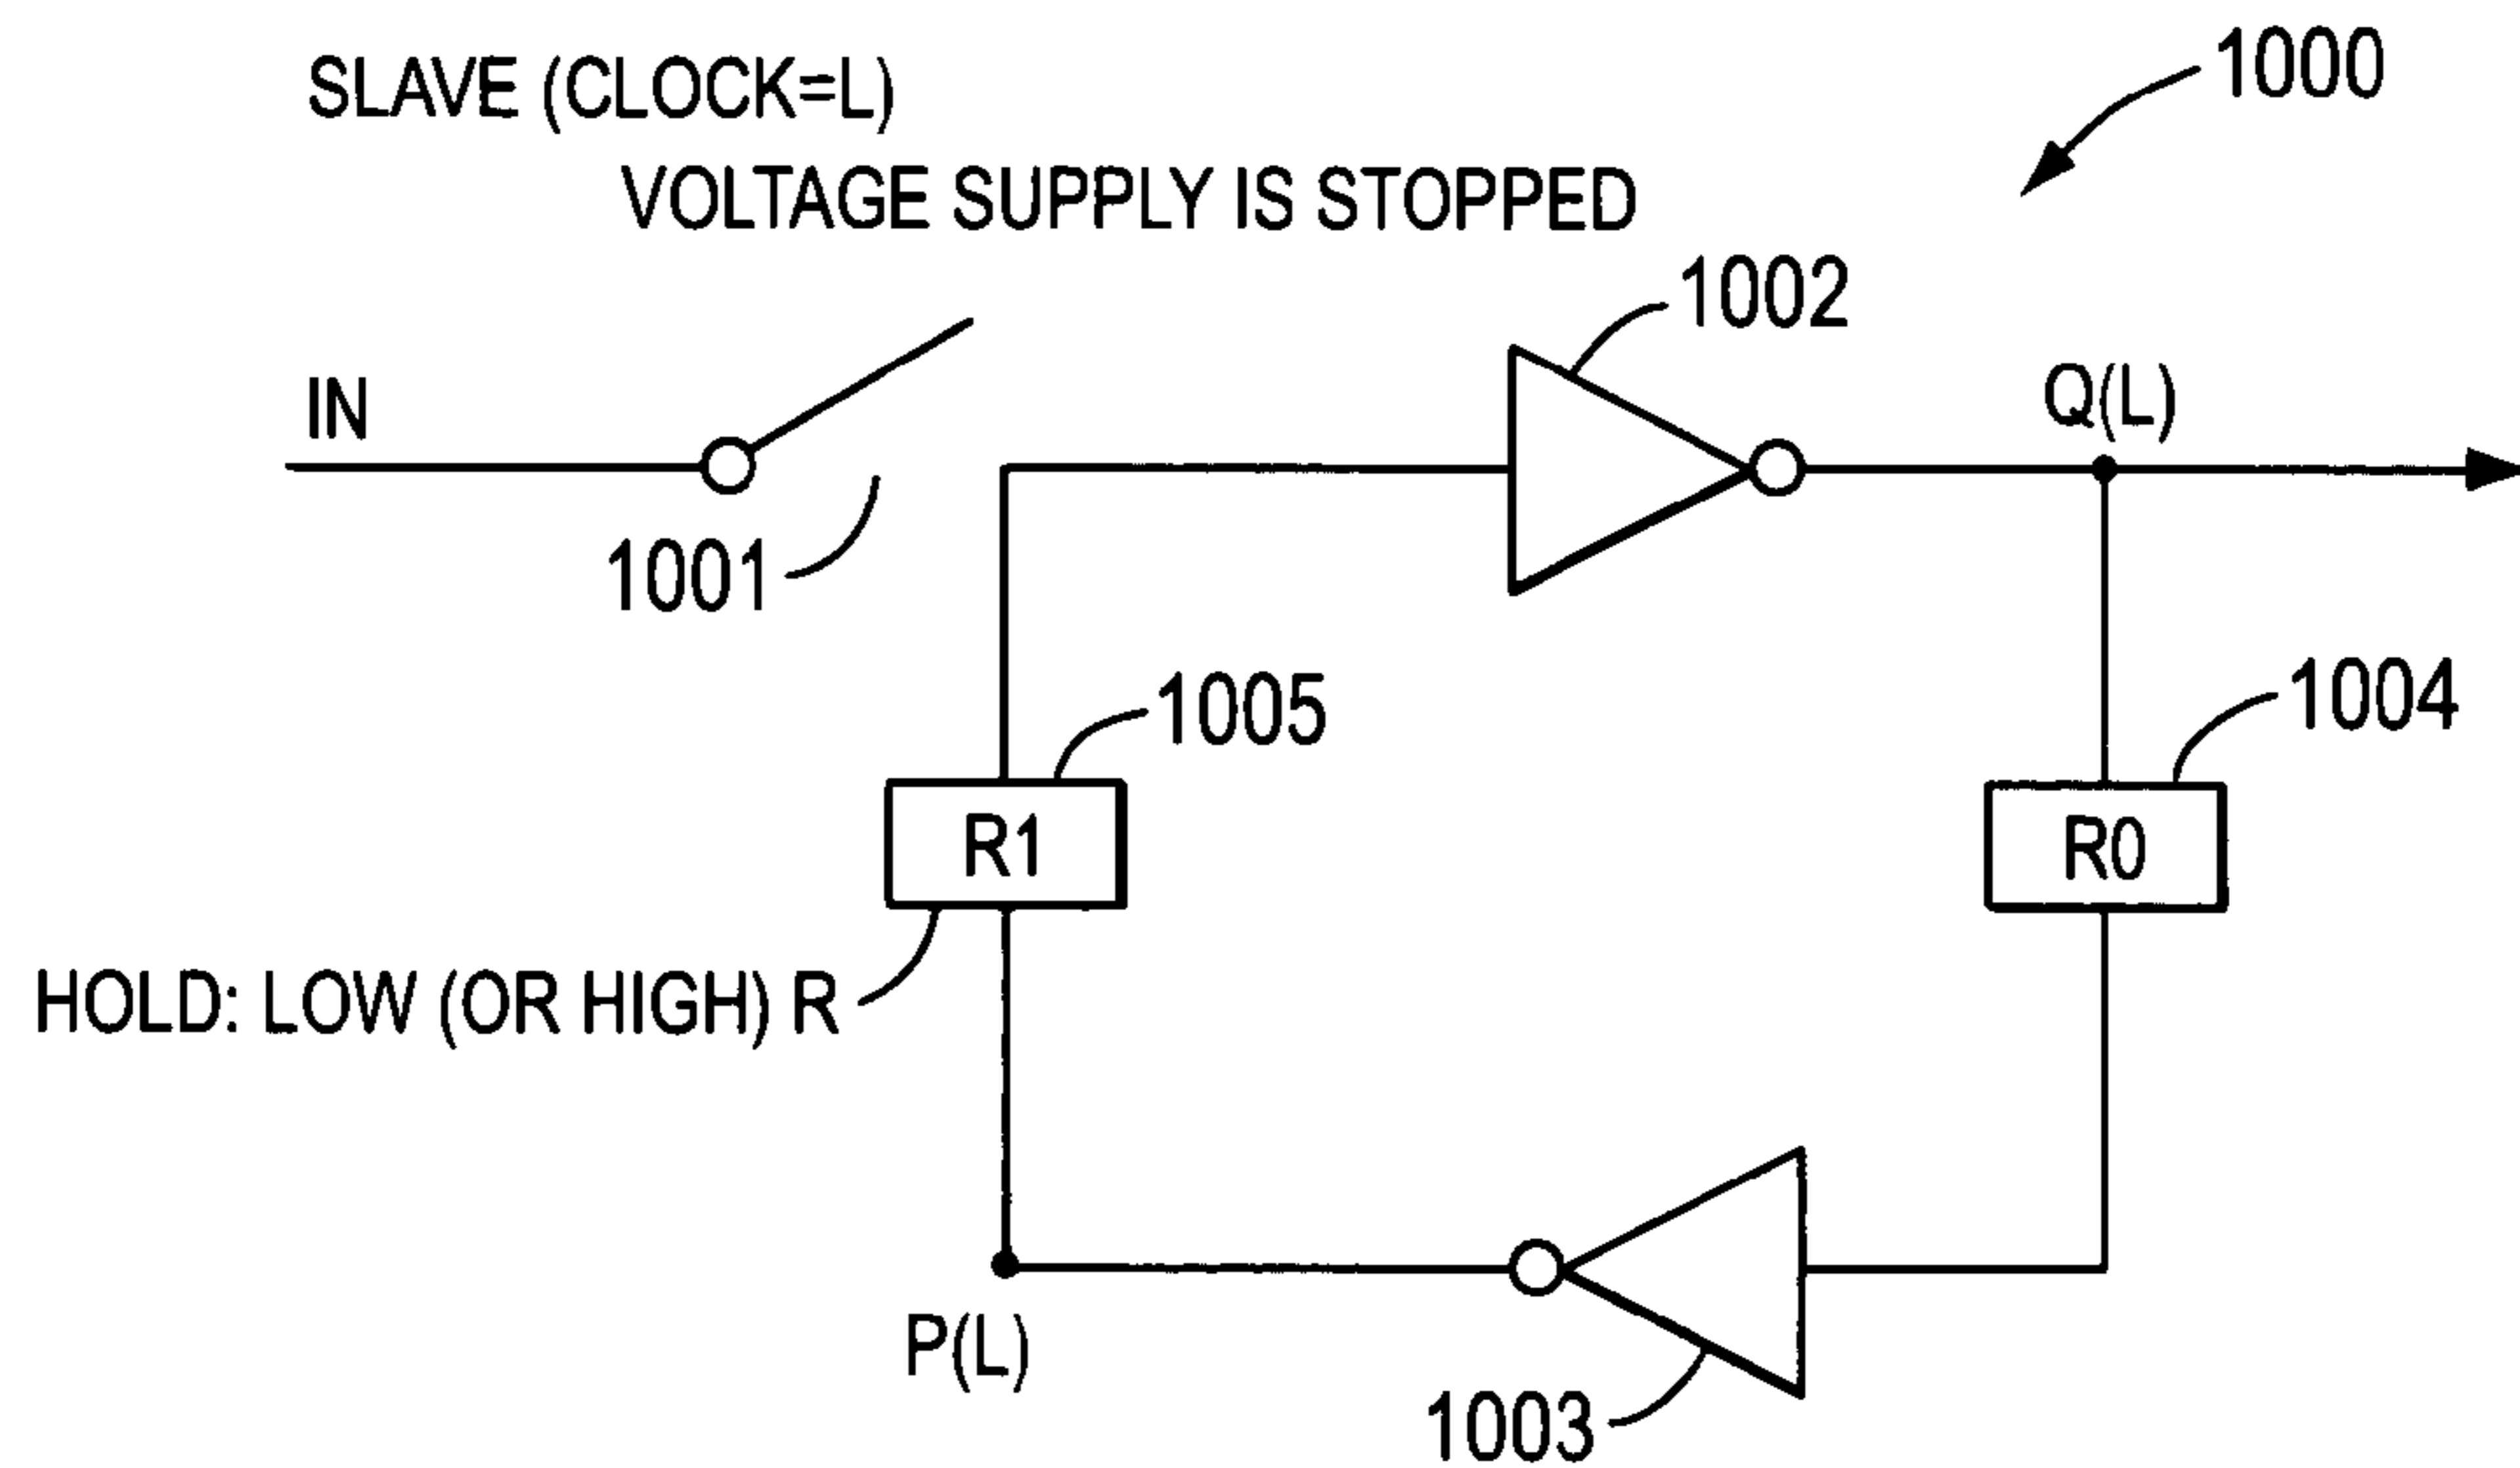 SLAVE (CLOCK=L)
1000
VOLTAGE SUPPLY IS STOPPED
1002
IN
Q(L)
1001
1005
1004
R1
R0
HOLD: LOW (OR HIGH) R
P(L)
1003